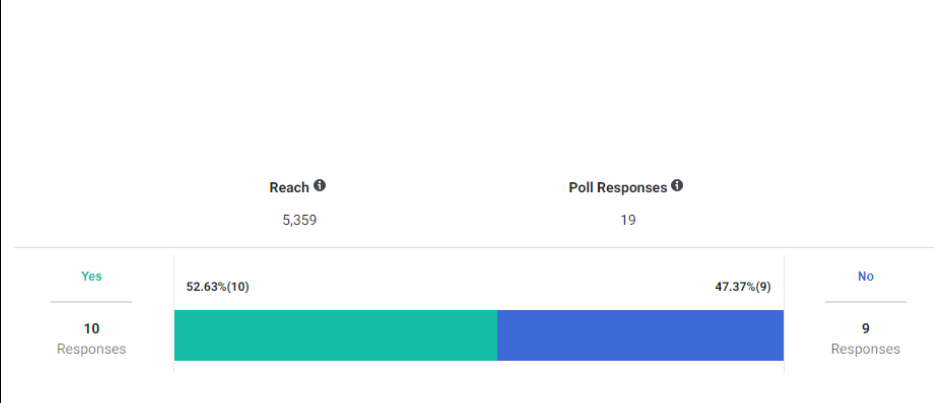 Reach
Poll Responses
5,359
19
Yes
52.63%(10)
47.37%(9)
No
10
Responses
9
Responses